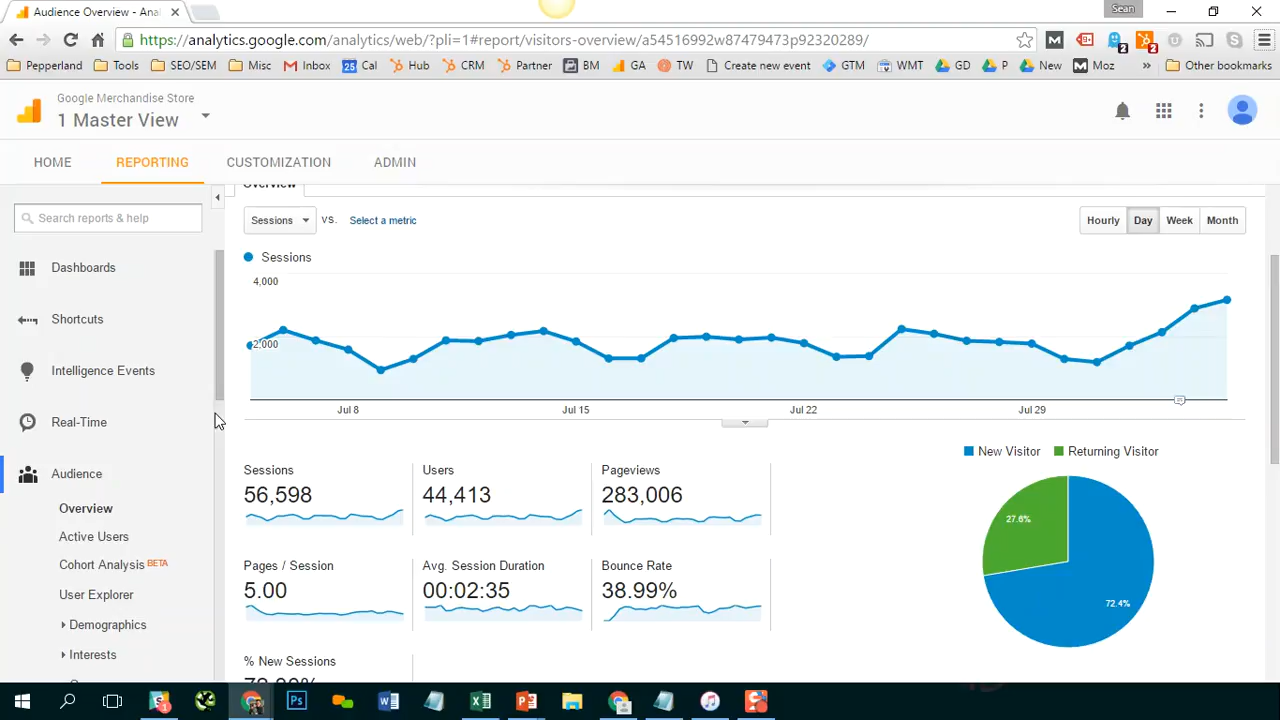 Audience Overview - Anal
Sean
https://analytics.google.com/analytics/web/?pli=1#report/visitors-overview/a54516992w87479473p92320289/
2
2
Pepperland
Tools
SEO/SEM
Misc
Inbox
25 Cal
Hub
CRM
Partner
BM
GA
TW
Create new event
GTM
WMT
GD
P
New
Moz
»
Other bookmarks
Google Merchandise Store
1 Master View
HOME
REPORTING
CUSTOMIZATION
ADMIN
Overview
Search reports & help
Sessions
VS.
Select a metric
Hourly
Day
Week
Month
Sessions
4,000
2,000
Jul 8
Jul 15
Jul 22
Jul 29
Dashboards
Shortcuts
Intelligence Events
Real-Time
Audience
Overview
Active Users
Cohort Analysis BETA
User Explorer
Demographics
Interests
Sessions
56,598
Users
44,413
Pageviews
283,006
Pages / Session
5.00
Avg. Session Duration
00:02:35
Bounce Rate
38.99%
% New Sessions
New Visitor
Returning Visitor
27.6%
72.4%